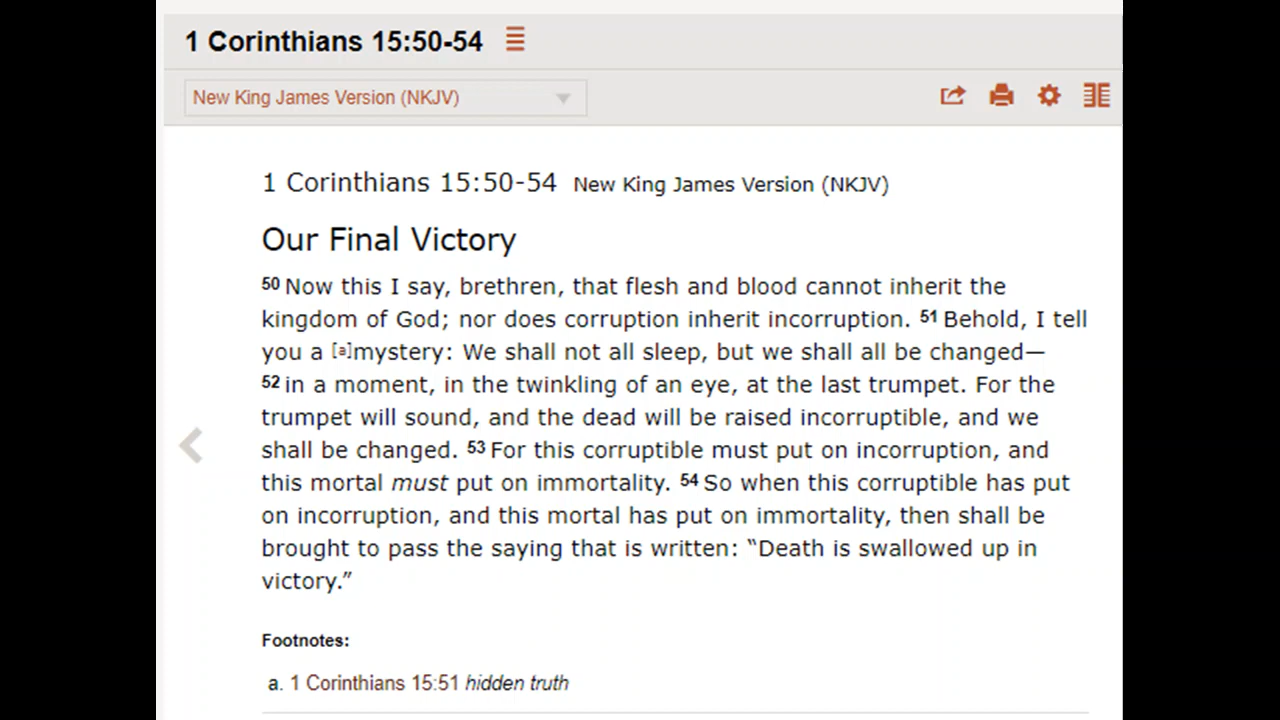 1 Corinthians 15:50-54
New King James Version (NKJV)
1 Corinthians 15:50-54 New King James Version (NKJV)
Our Final Victory
50 Now this I say, brethren, that flesh and blood cannot inherit the
kingdom of God; nor does corruption inherit incorruption. 51 Behold, I tell
you a [a]mystery: We shall not all sleep, but we shall all be changed—
52 in a moment, in the twinkling of an eye, at the last trumpet. For the
trumpet will sound, and the dead will be raised incorruptible, and we
shall be changed. 53 For this corruptible must put on incorruption, and
this mortal must put on immortality. 54 So when this corruptible has put
on incorruption, and this mortal has put on immortality, then shall be
brought to pass the saying that is written: “Death is swallowed up in
victory.”
Footnotes:
a. 1 Corinthians 15:51 hidden truth